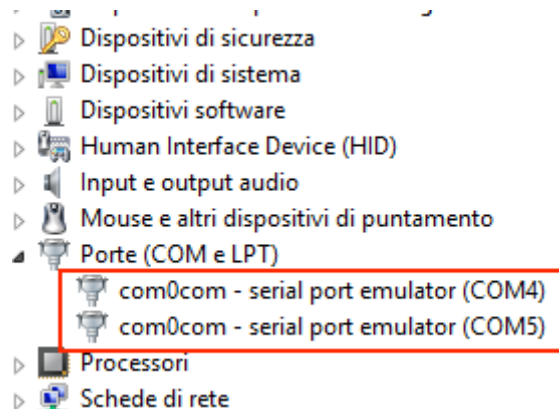 Dispositivi di sicurezza
Dispositivi di sistema
Dispositivi software
Human Interface Device (HID)
Input e output audio
Mouse e altri dispositivi di puntamento
Porte (COM e LPT)
com0com - serial port emulator (COM4)
com0com - serial port emulator (COM5)
Processori
Schede di rete